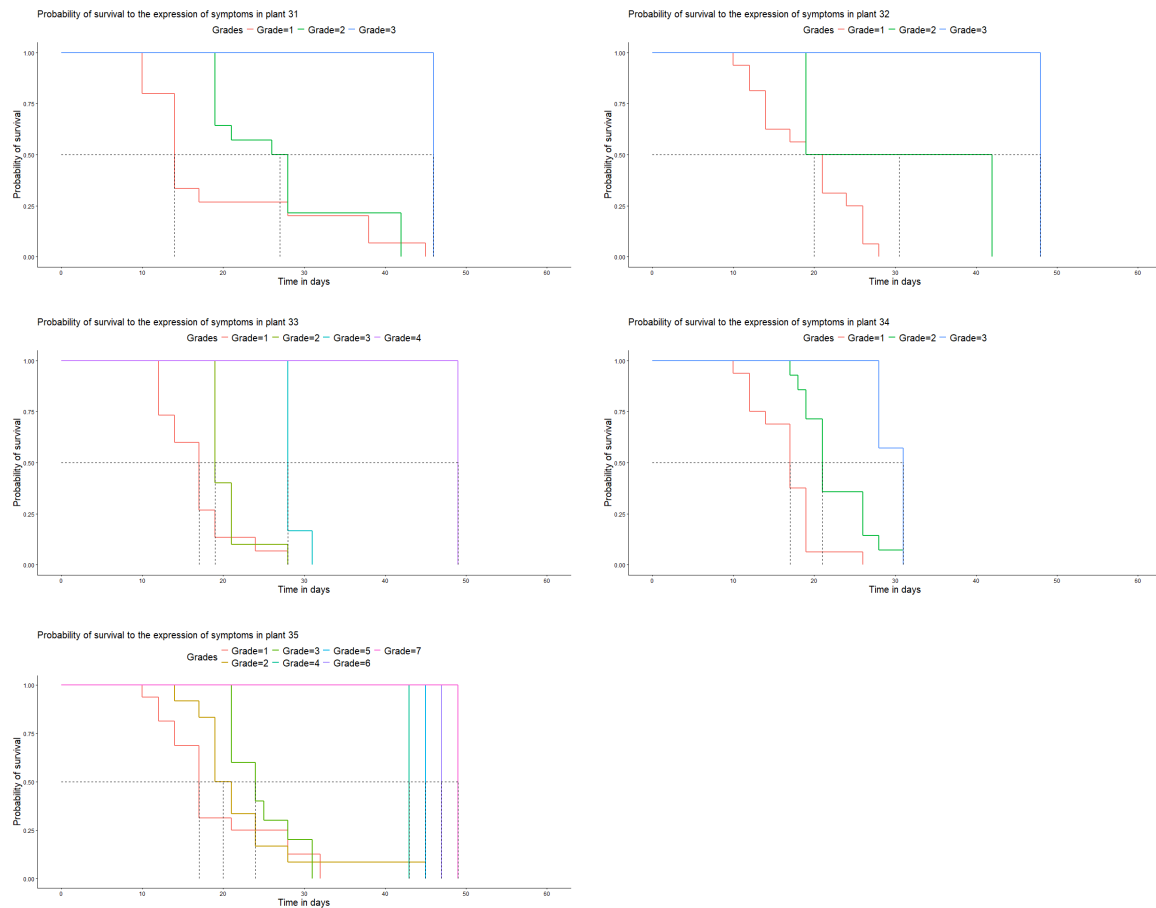 Probability of survival to the expression of symptoms in plant 31
Grades Grade=1 Grade=2 Grade=3
1.00
0.75
0.50
0.25
0.00
Probability of survival
0 10 20 30 40 50 60
Time in days
Probability of survival to the expression of symptoms in plant 32
Grades Grade=1 Grade=2 Grade=3
1.00
0.75
0.50
0.25
0.00
Probability of survival
0 10 20 30 40 50 60
Time in days
Probability of survival to the expression of symptoms in plant 33
Grades Grade=1 Grade=2 Grade=3 Grade=4
1.00
0.75
0.50
0.25
0.00
Probability of survival
0 10 20 30 40 50 60
Time in days
Probability of survival to the expression of symptoms in plant 34
Grades Grade=1 Grade=2 Grade=3
1.00
0.75
0.50
0.25
0.00
Probability of survival
0 10 20 30 40 50 60
Time in days
Probability of survival to the expression of symptoms in plant 35
Grades Grade=1 Grade=3 Grade=5 Grade=7
Grade=2 Grade=4 Grade=6
1.00
0.75
0.50
0.25
0.00
Probability of survival
0 10 20 30 40 50 60
Time in days